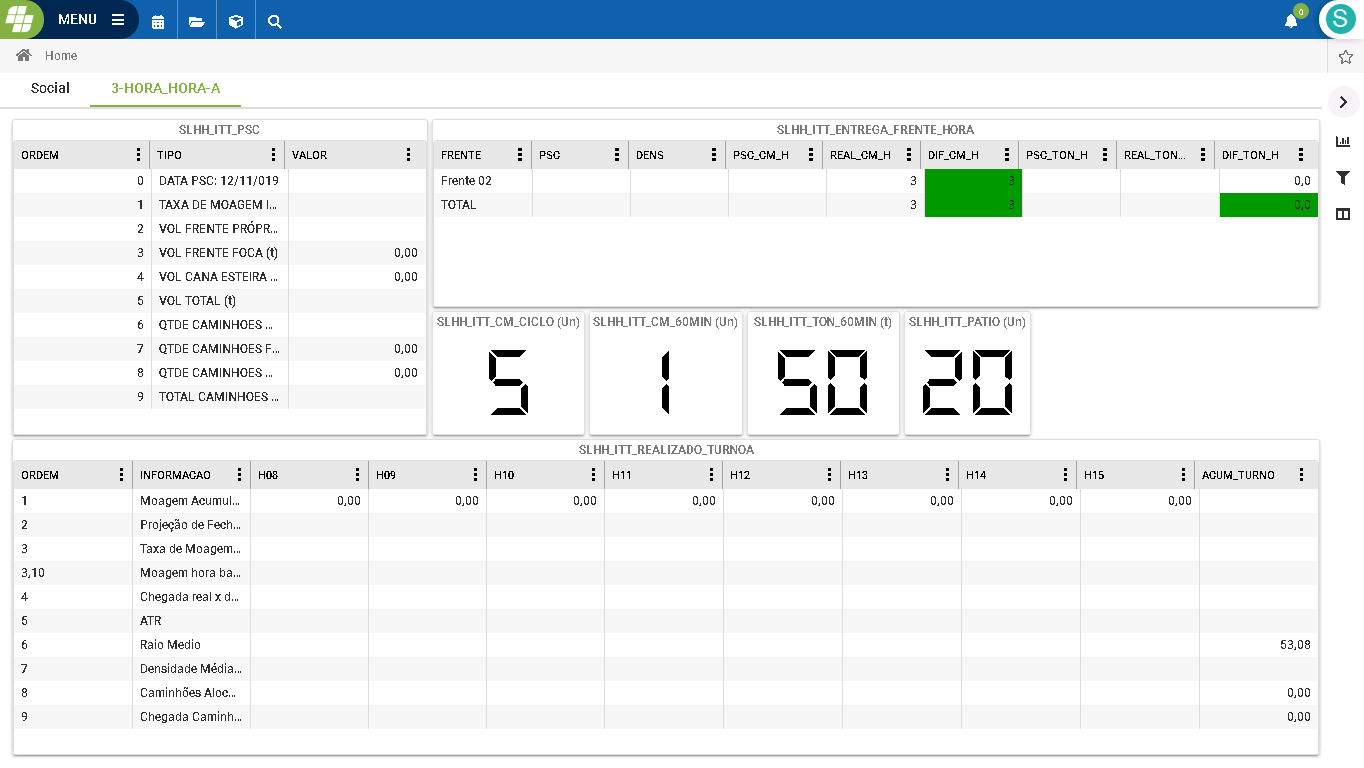 MENU
0
S
Home
Social 3-HORA_HORA-A
SLHH_ITT_PSC
ORDEM TIPO VALOR
0 DATA PSC: 12/11/019
1 TAXA DE MOAGEM I...
2 VOL FRENTE PRÓPR...
3 VOL FRENTE FOCA (t) 0,00
4 VOL CANA ESTEIRA ... 0,00
5 VOL TOTAL (t)
6 QTDE CAMINHOES ...
7 QTDE CAMINHOES F... 0,00
8 QTDE CAMINHOES ... 0,00
9 TOTAL CAMINHOES ...
SLHH_ITT_ENTREGA_FRENTE_HORA
FRENTE PSC DENS PSC_CM_H REAL_CM_H DIF_CM_H PSC_TON_H REAL_TON... DIF_TON_H
Frente 02 3 3 0,0
TOTAL 3 3 0,0
SLHH_ITT_CM_CICLO (Un) SLHH_ITT_CM_60MIN (Un) SLHH_ITT_TON_60MIN (t) SLHH_ITT_PATIO (Un)
5 1 50 20
SLHH_ITT_REALIZADO_TURNOA
ORDEM INFORMACAO H08 H09 H10 H11 H12 H13 H14 H15 ACUM_TURNO
1 Moagem Acumul... 0,00 0,00 0,00 0,00 0,00 0,00 0,00 0,00
2 Projeção de Fech...
3 Taxa de Moagem...
3,10 Moagem hora ba...
4 Chegada real x d...
5 ATR
6 Raio Medio 53,08
7 Densidade Média...
8 Caminhões Aloc... 0,00
9 Chegada Caminh... 0,00